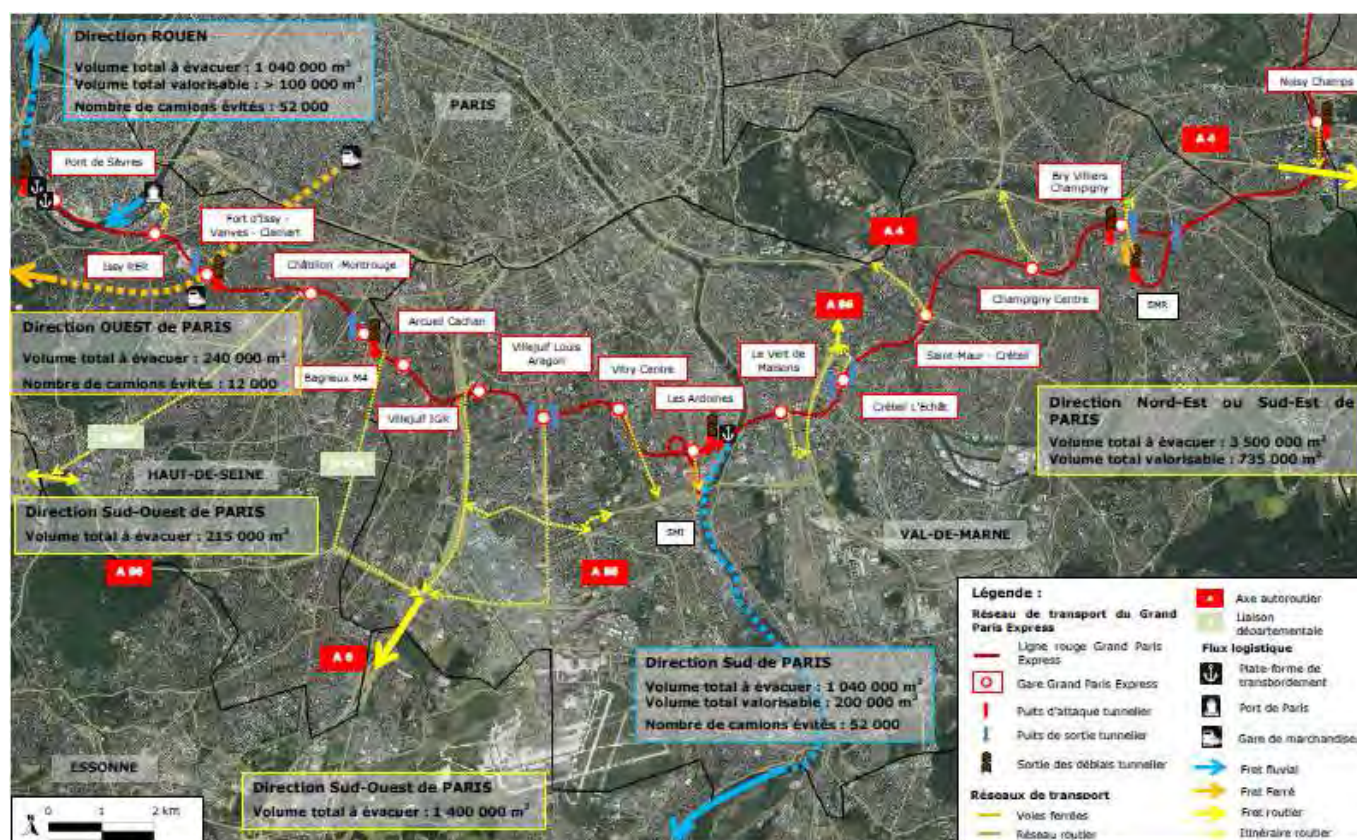 Direction ROUEN
Volume total à évacuer : 1 040 000 m³
Volume total valorisable : > 100 000 m³
Nombre de camions évités : 52 000
PARIS
Noisy Champs
A 4
Pont de Sèvres
Bry Villiers
Champigny
Fort d'Issy -
Vanves - Clamart
A 4
Issy RER
Châtillon -Montrouge
Champigny Centre
SMR
Direction OUEST de PARIS
Volume total à évacuer : 240 000 m³
Nombre de camions évités : 12 000
Arcueil Cachan
A 86
Villejuif Louis
Aragon
Le Vert de
Maisons
Saint-Maur - Créteil
Vitry Centre
Bagneux M4
Les Ardoines
Villejuif IGR
Créteil L'Echât
Direction Nord-Est ou Sud-Est de
PARIS
Volume total à évacuer : 3 500 000 m³
Volume total valorisable : 735 000 m³
HAUT-DE-SEINE
Direction Sud-Ouest de PARIS
Volume total à évacuer : 215 000 m³
SMI
VAL-DE-MARNE
A 86
A 86
A 6
Direction Sud de PARIS
Volume total à évacuer : 1 040 000 m³
Volume total valorisable : 200 000 m³
Nombre de camions évités : 52 000
ESSONNE
Direction Sud-Ouest de PARIS
Volume total à évacuer : 1 400 000 m³
0 1 2 km
N
Légende :
Réseau de transport du Grand
Paris Express
Ligne rouge Grand Paris
Express
Gare Grand Paris Express
Puits d'attaque tunnelier
Puits de sortie tunnelier
Sortie des déblais tunnelier
Réseaux de transport
Voies ferrées
Réseau routier
A
Axe autoroutier
Liaison
départementale
Flux logistique
Plate-forme de
transbordement
Port de Paris
Gare de marchandise
Fret fluvial
Fret Ferré
Fret routier
Itinéraire routier